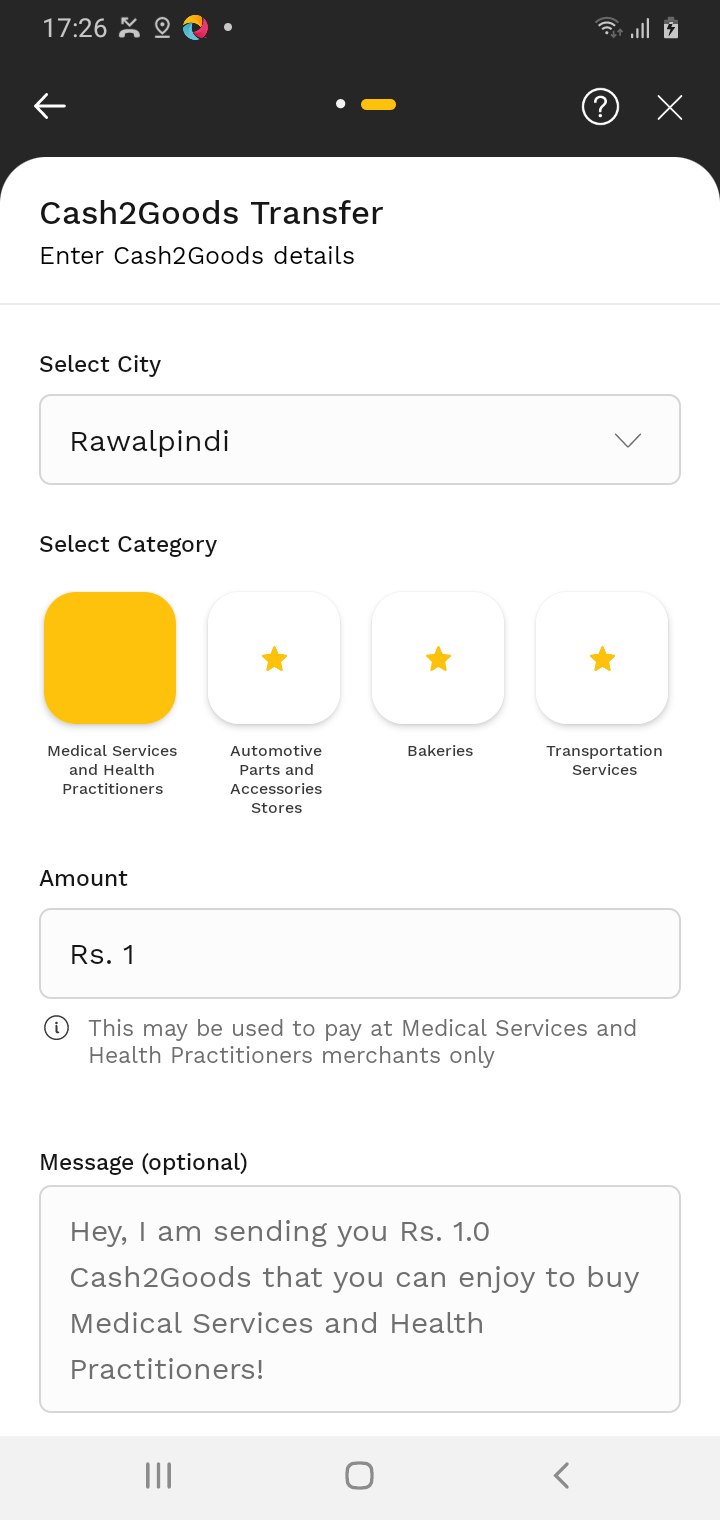 17:26
Cash2Goods Transfer
Enter Cash2Goods details
Select City
Rawalpindi
Select Category
Medical Services
and Health
Practitioners
Automotive
Parts and
Accessories
Stores
Bakeries
Transportation
Services
Amount
Rs. 1
This may be used to pay at Medical Services and
Health Practitioners merchants only
Message (optional)
Hey, I am sending you Rs. 1.0
Cash2Goods that you can enjoy to buy
Medical Services and Health
Practitioners!